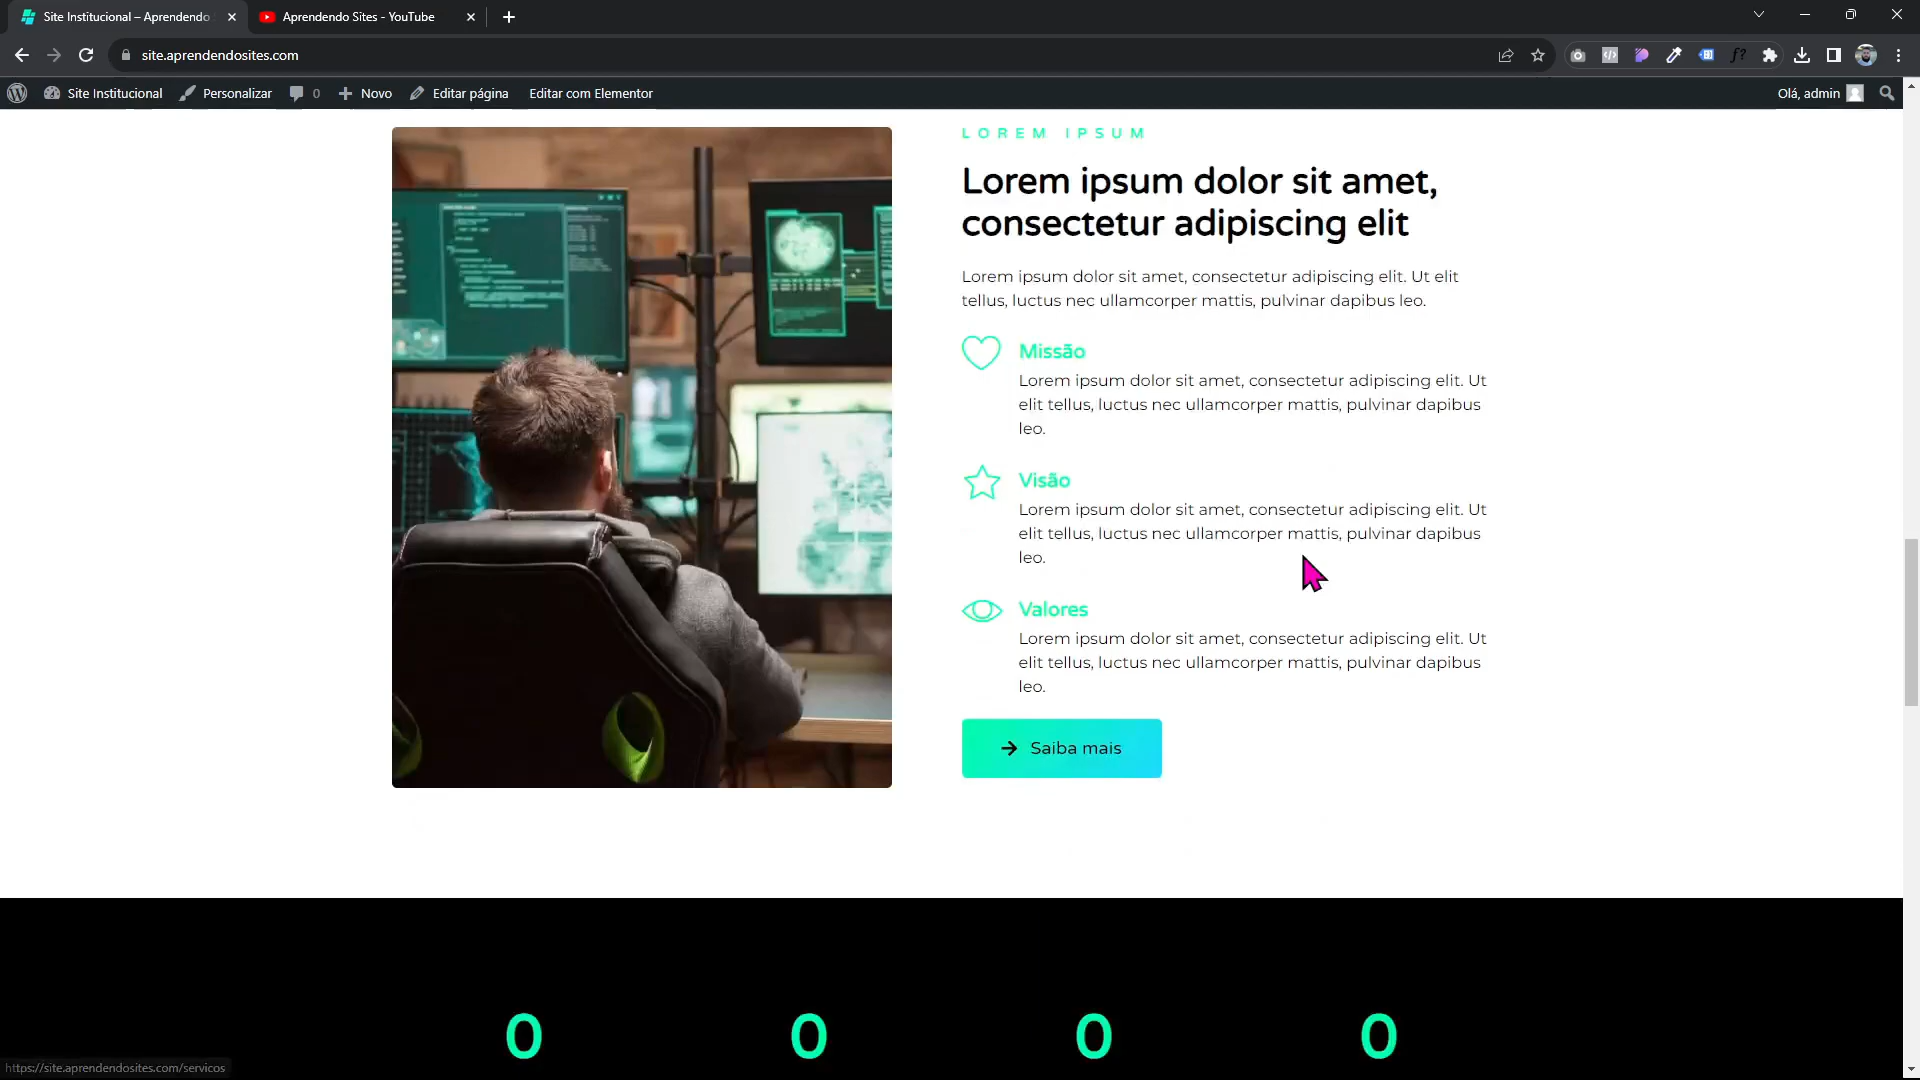 Site Institucional – Aprendendo
Aprendendo Sites - YouTube
site.aprendendosites.com
Site Institucional
Personalizar
0
Novo
Editar página
Editar com Elementor
Olá, admin
LOREM IPSUM
Lorem ipsum dolor sit amet,
consectetur adipiscing elit
Lorem ipsum dolor sit amet, consectetur adipiscing elit. Ut elit
tellus, luctus nec ullamcorper mattis, pulvinar dapibus leo.
Missão
Lorem ipsum dolor sit amet, consectetur adipiscing elit. Ut
elit tellus, luctus nec ullamcorper mattis, pulvinar dapibus
leo.
Visão
Lorem ipsum dolor sit amet, consectetur adipiscing elit. Ut
elit tellus, luctus nec ullamcorper mattis, pulvinar dapibus
leo.
Valores
Lorem ipsum dolor sit amet, consectetur adipiscing elit. Ut
elit tellus, luctus nec ullamcorper mattis, pulvinar dapibus
leo.
Saiba mais
0 0 0 0
https://site.aprendendosites.com/servicos